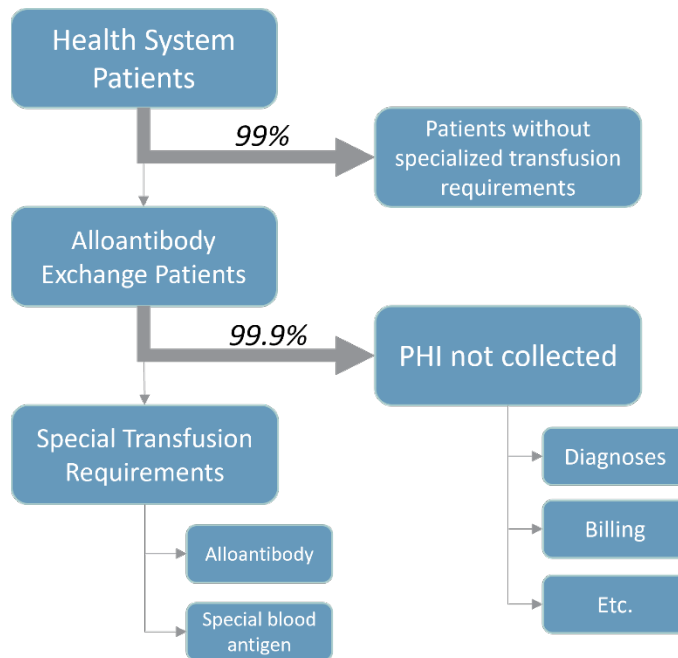 Health System
Patients
99%
Patients without
specialized transfusion
requirements
Alloantibody
Exchange Patients
99.9%
PHI not collected
Special Transfusion
Requirements
Diagnoses
Billing
Alloantibody
Etc.
Special blood
antigen